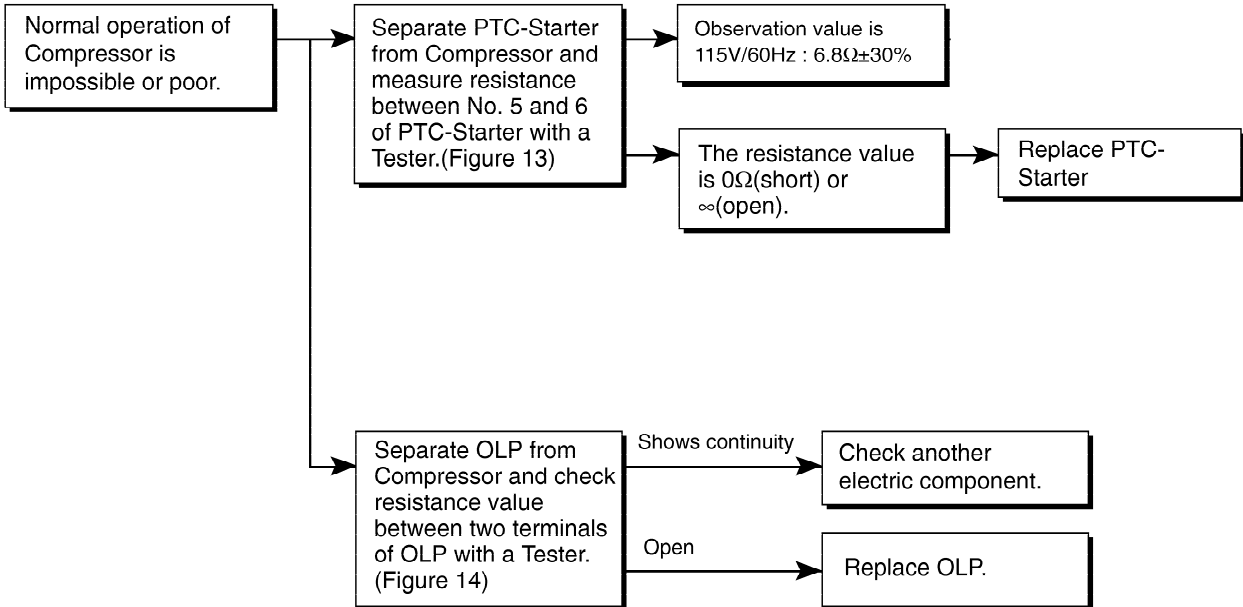 Normal operation of
Compressor is
impossible or poor.
Separate PTC-Starter
from Compressor and
measure resistance
between No. 5 and 6
of PTC-Starter with a
Tester.(Figure 13)
Observation value is
115V/60Hz : 6.8Ω±30%
The resistance value
is 0Ω(short) or
∞(open).
Replace PTC-
Starter
Separate OLP from
Compressor and check
resistance value
between two terminals
of OLP with a Tester.
(Figure 14)
Shows continuity
Check another
electric component.
Open
Replace OLP.